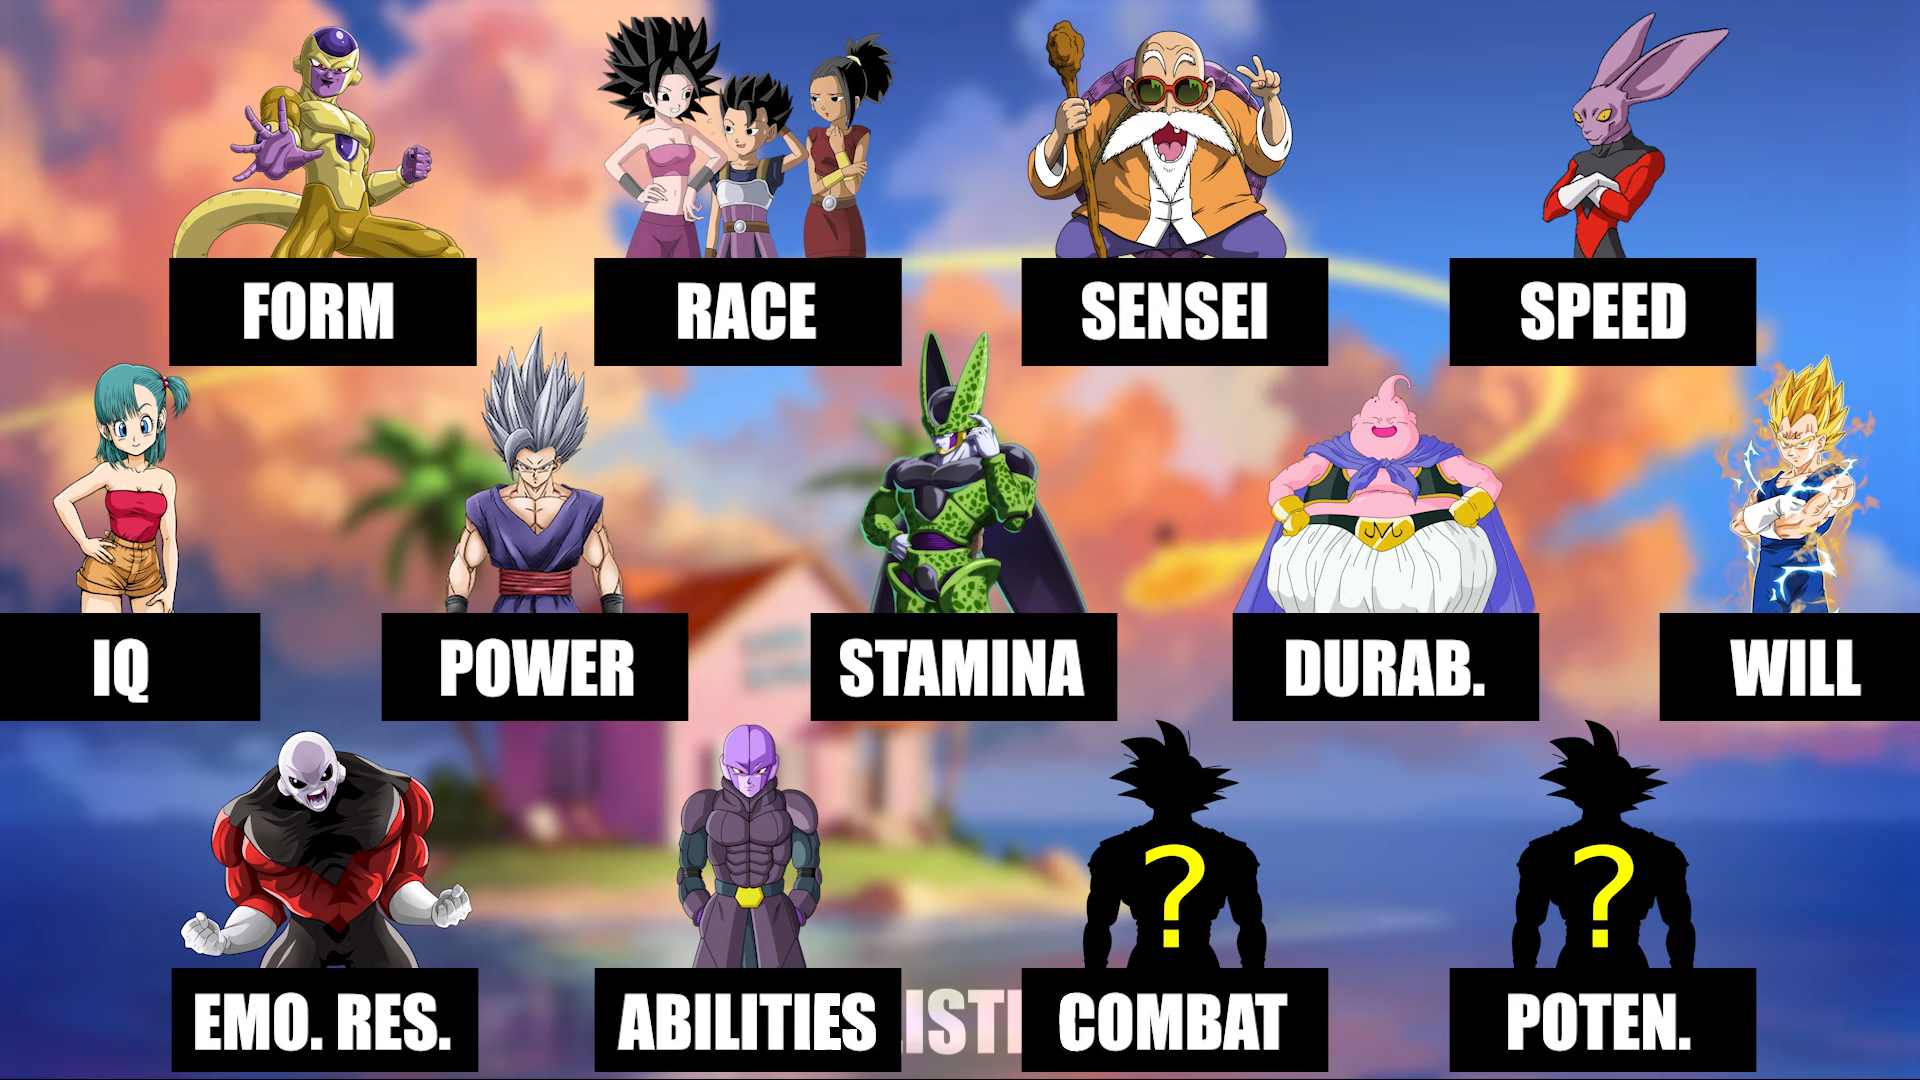 FORM
RACE
SENSEI
SPEED
IQ
POWER
STAMINA
DURAB.
WILL
?
?
EMO. RES.
ABILITIES
COMBAT
POTEN.